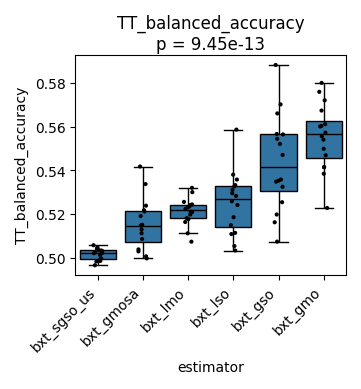 TT_balanced_accuracy
p = 9.45e-13
TT_balanced_accuracy
0.58
0.56
0.54
0.52
0.50
bxt_sgso_us
bxt_gmosa
bxt_lmo
bxt_lso
bxt_gso
bxt_gmo
estimator